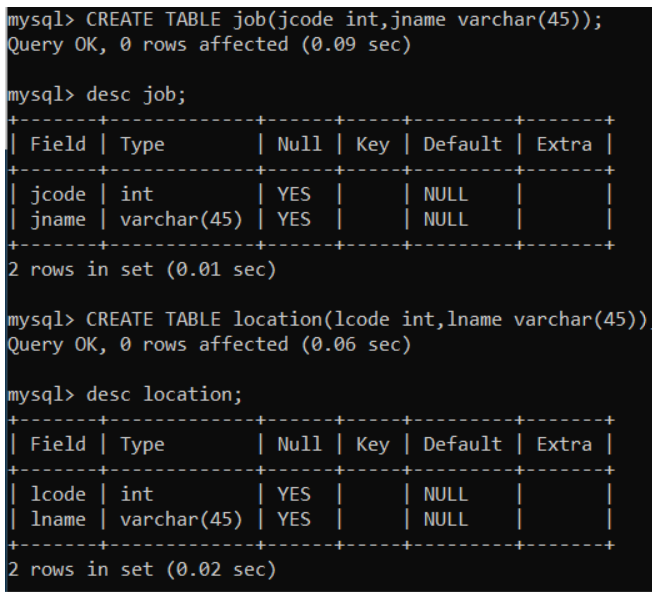 mysql> CREATE TABLE job(jcode int,jname varchar(45));
Query OK, 0 rows affected (0.09 sec)
mysql> desc job;
+-------+-------------+------+-----+---------+-------+
| Field | Type        | Null | Key | Default | Extra |
+-------+-------------+------+-----+---------+-------+
| jcode | int         | YES  |     | NULL    |       |
| jname | varchar(45) | YES  |     | NULL    |       |
+-------+-------------+------+-----+---------+-------+
2 rows in set (0.01 sec)
mysql> CREATE TABLE location(lcode int,lname varchar(45));
Query OK, 0 rows affected (0.06 sec)
mysql> desc location;
+-------+-------------+------+-----+---------+-------+
| Field | Type        | Null | Key | Default | Extra |
+-------+-------------+------+-----+---------+-------+
| lcode | int         | YES  |     | NULL    |       |
| lname | varchar(45) | YES  |     | NULL    |       |
+-------+-------------+------+-----+---------+-------+
2 rows in set (0.02 sec)